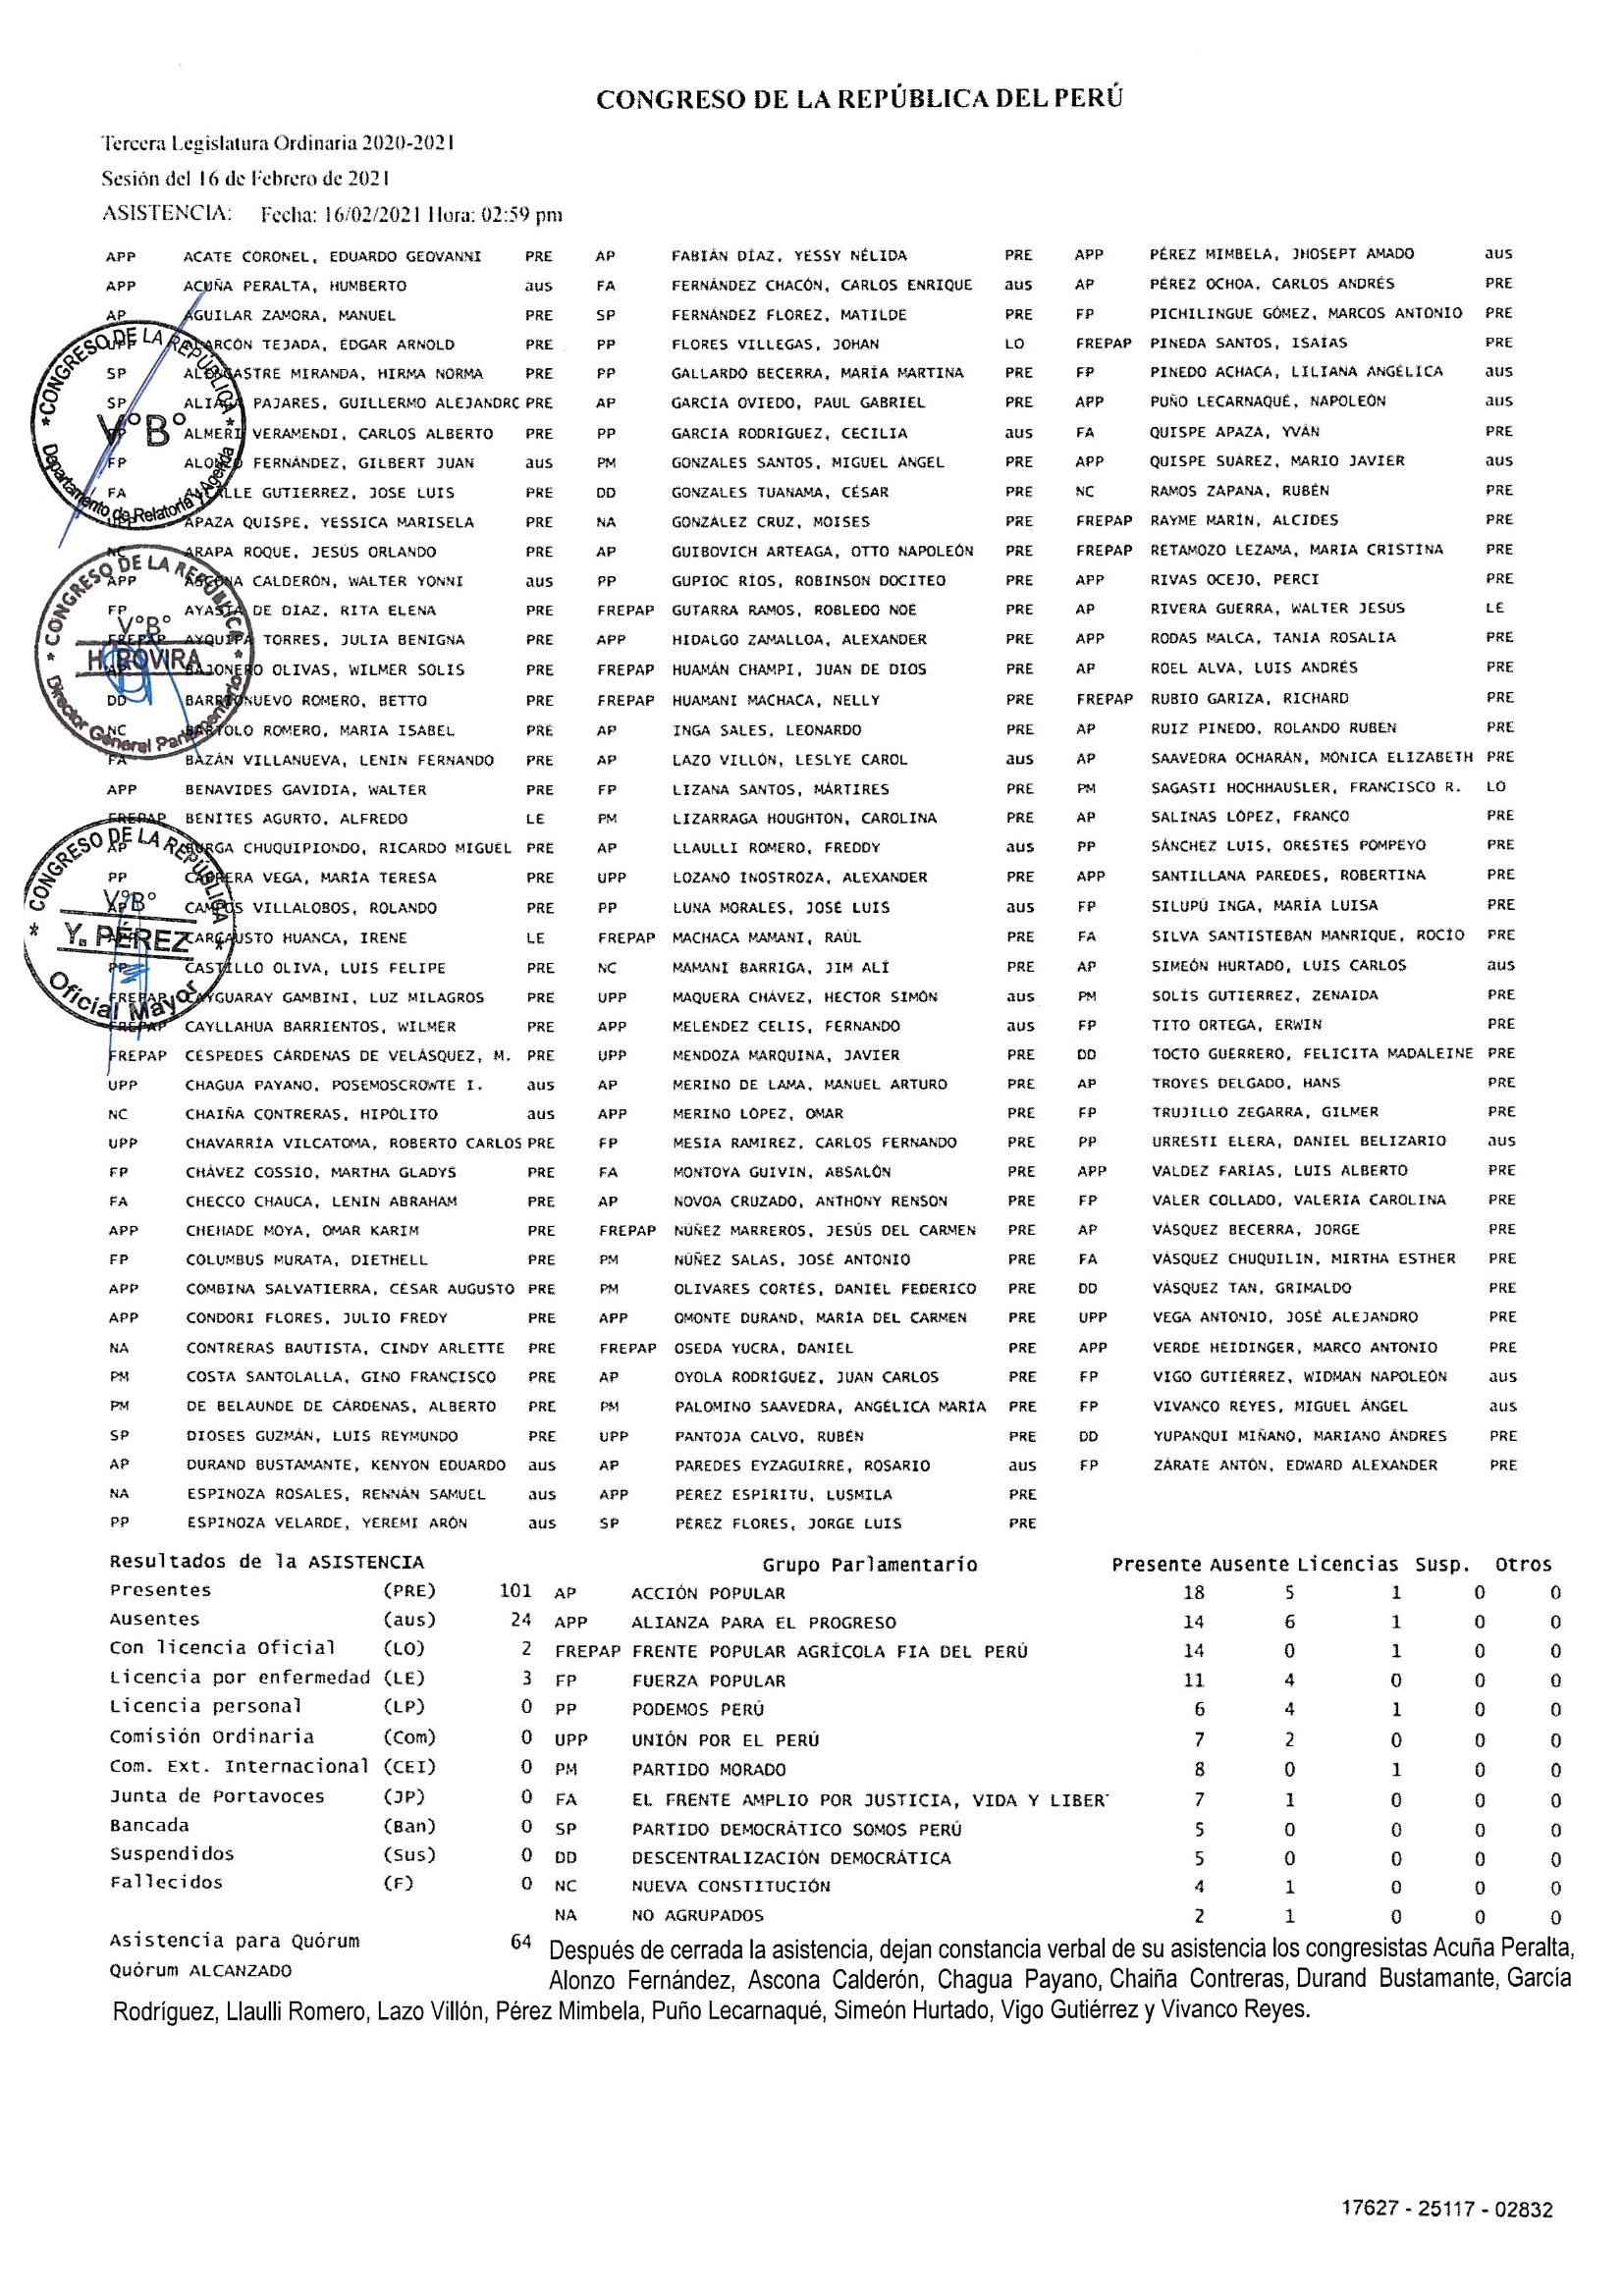 CONGRESO DE LA REPÚBLICA DEL PERÚ
Tercera Legislatura Ordinaria 2020-2021
Sesión del 16 de Febrero de 2021
ASISTENCIA: Fecha: 16/02/2021 Hora: 02:59 pm
APP ACATE CORONEL, EDUARDO GEOVANNI PRE AP FABIÁN DÍAZ, YESSY NÉLIDA PRE APP PÉREZ MIMBELA, JHOSEPT AMADO aus
APP ACUÑA PERALTA, HUMBERTO aus FA FERNÁNDEZ CHACÓN, CARLOS ENRIQUE aus AP PÉREZ OCHOA, CARLOS ANDRÉS PRE
AP AGUILAR ZAMORA, MANUEL PRE SP FERNÁNDEZ FLOREZ, MATILDE PRE FP PICHILINGUE GÓMEZ, MARCOS ANTONIO PRE
UPP ALARCÓN TEJADA, EDGAR ARNOLD PRE PP FLORES VILLEGAS, JOHAN LO FREPAP PINEDA SANTOS, ISAÍAS PRE
SP ALENCASTRE MIRANDA, HIRMA NORMA PRE PP GALLARDO BECERRA, MARÍA MARTINA PRE FP PINEDO ACHACA, LILIANA ANGÉLICA aus
SP ALIAGA PAJARES, GUILLERMO ALEJANDRO PRE AP GARCÍA OVIEDO, PAUL GABRIEL PRE APP PUÑO LECARNAQUÉ, NAPOLEÓN aus
PP ALMERI VERAMENDI, CARLOS ALBERTO PRE PP GARCÍA RODRÍGUEZ, CECILIA aus FA QUISPE APAZA, YVÁN PRE
FP ALONZO FERNÁNDEZ, GILBERT JUAN aus PM GONZALES SANTOS, MIGUEL ÁNGEL PRE APP QUISPE SUÁREZ, MARIO JAVIER aus
FA ANCALLE GUTIERREZ, JOSE LUIS PRE DD GONZALES TUANAMA, CÉSAR PRE NC RAMOS ZAPANA, RUBÉN PRE
UPP APAZA QUISPE, YESSICA MARISELA PRE NA GONZÁLEZ CRUZ, MOISES PRE FREPAP RAYME MARÍN, ALCIDES PRE
NC ARAPA ROQUE, JESÚS ORLANDO PRE AP GUIBOVICH ARTEAGA, OTTO NAPOLEÓN PRE FREPAP RETAMOZO LEZAMA, MARIA CRISTINA PRE
APP ASCONA CALDERÓN, WALTER YONNI aus PP GUPIOC RÍOS, ROBINSON DOCITEO PRE APP RIVAS OCEJO, PERCI PRE
FP AYASTA DE DÍAZ, RITA ELENA PRE FREPAP GUTARRA RAMOS, ROBLEDO NOÉ PRE AP RIVERA GUERRA, WALTER JESÚS LE
FREPAP AYQUIPA TORRES, JULIA BENIGNA PRE APP HIDALGO ZAMALLOA, ALEXANDER PRE APP RODAS MALCA, TANIA ROSALÍA PRE
AP BAJONERO OLIVAS, WILMER SOLIS PRE FREPAP HUAMÁN CHAMPI, JUAN DE DIOS PRE AP ROEL ALVA, LUIS ANDRÉS PRE
DD BARRIONUEVO ROMERO, BETTO PRE FREPAP HUAMANI MACHACA, NELLY PRE FREPAP RUBIO GARIZA, RICHARD PRE
NC BARTOLO ROMERO, MARIA ISABEL PRE AP INGA SALES, LEONARDO PRE AP RUIZ PINEDO, ROLANDO RUBEN PRE
FA BAZÁN VILLANUEVA, LENIN FERNANDO PRE AP LAZO VILLÓN, LESLYE CAROL aus AP SAAVEDRA OCHARÁN, MÓNICA ELIZABETH PRE
APP BENAVIDES GAVIDIA, WALTER PRE FP LIZANA SANTOS, MÁRTIRES PRE PM SAGASTI HOCHHAUSLER, FRANCISCO R. LO
FREPAP BENITES AGURTO, ALFREDO LE PM LIZARRAGA HOUGHTON, CAROLINA PRE AP SALINAS LÓPEZ, FRANCO PRE
AP BURGA CHUQUIPIONDO, RICARDO MIGUEL PRE AP LLAULLI ROMERO, FREDDY aus PP SÁNCHEZ LUIS, ORESTES POMPEYO PRE
PP CABRERA VEGA, MARÍA TERESA PRE UPP LOZANO INOSTROZA, ALEXANDER PRE APP SANTILLANA PAREDES, ROBERTINA PRE
AP CAMPOS VILLALOBOS, ROLANDO PRE PP LUNA MORALES, JOSÉ LUIS aus FP SILUPÚ INGA, MARÍA LUISA PRE
APP CARCAUSTO HUANCA, IRENE LE FREPAP MACHACA MAMANI, RAÚL PRE FA SILVA SANTISTEBAN MANRIQUE, ROCÍO PRE
PP CASTILLO OLIVA, LUIS FELIPE PRE NC MAMANÍ BARRIGA, JIM ALÍ PRE AP SIMEÓN HURTADO, LUIS CARLOS aus
FREPAP CAYGUARAY GAMBINI, LUZ MILAGROS PRE UPP MAQUERA CHÁVEZ, HECTOR SIMÓN aus PM SOLÍS GUTIERREZ, ZENAIDA PRE
FREPAP CAYLLAHUA BARRIENTOS, WILMER PRE APP MELÉNDEZ CELIS, FERNANDO aus FP TITO ORTEGA, ERWIN PRE
FREPAP CÉSPEDES CÁRDENAS DE VELÁSQUEZ, M. PRE UPP MENDOZA MARQUINA, JAVIER PRE DD TOCTO GUERRERO, FELICITA MADALEINE PRE
UPP CHAGUA PAYANO, POSEMOSCROWTE I. aus AP MERINO DE LAMA, MANUEL ARTURO PRE AP TROYES DELGADO, HANS PRE
NC CHAIÑA CONTRERAS, HIPÓLITO aus APP MERINO LÓPEZ, OMAR PRE FP TRUJILLO ZEGARRA, GILMER PRE
UPP CHAVARRÍA VILCATOMA, ROBERTO CARLOS PRE FP MESÍA RAMIREZ, CARLOS FERNANDO PRE PP URRESTI ELERA, DANIEL BELIZARIO aus
FP CHÁVEZ COSSÍO, MARTHA GLADYS PRE FA MONTOYA GUIVIN, ABSALÓN PRE APP VALDEZ FARÍAS, LUIS ALBERTO PRE
FA CHECCO CHAUCA, LENIN ABRAHAM PRE AP NOVOA CRUZADO, ANTHONY RENSON PRE FP VALER COLLADO, VALERIA CAROLINA PRE
APP CHEHADE MOYA, OMAR KARIM PRE FREPAP NÚÑEZ MARREROS, JESÚS DEL CARMEN PRE AP VÁSQUEZ BECERRA, JORGE PRE
FP COLUMBUS MURATA, DIETHELL PRE PM NÚÑEZ SALAS, JOSÉ ANTONIO PRE FA VÁSQUEZ CHUQUILIN, MIRTHA ESTHER PRE
APP COMBINA SALVATIERRA, CESAR AUGUSTO PRE PM OLIVARES CORTÉS, DANIEL FEDERICO PRE DD VÁSQUEZ TAN, GRIMALDO PRE
APP CONDORI FLORES, JULIO FREDY PRE APP OMONTE DURAND, MARÍA DEL CARMEN PRE UPP VEGA ANTONIO, JOSÉ ALEJANDRO PRE
NA CONTRERAS BAUTISTA, CINDY ARLETTE PRE FREPAP OSEDA YUCRA, DANIEL PRE APP VERDE HEIDINGER, MARCO ANTONIO PRE
PM COSTA SANTOLALLA, GINO FRANCISCO PRE AP OYOLA RODRÍGUEZ, JUAN CARLOS PRE FP VIGO GUTIÉRREZ, WIDMAN NAPOLEÓN aus
PM DE BELAUNDE DE CÁRDENAS, ALBERTO PRE PM PALOMINO SAAVEDRA, ANGÉLICA MARÍA PRE FP VIVANCO REYES, MIGUEL ÁNGEL aus
SP DIOSES GUZMÁN, LUIS REYMUNDO PRE UPP PANTOJA CALVO, RUBÉN PRE DD YUPANQUI MIÑANO, MARIANO ANDRES PRE
AP DURAND BUSTAMANTE, KENYON EDUARDO aus AP PAREDES EYZAGUIRRE, ROSARIO aus FP ZÁRATE ANTÓN, EDWARD ALEXANDER PRE
NA ESPINOZA ROSALES, RENNÁN SAMUEL aus APP PEREZ ESPÍRITU, LUSMILA PRE
PP ESPINOZA VELARDE, YEREMI ARÓN aus SP PÉREZ FLORES, JORGE LUIS PRE
*CONGRESO DE LA REPÚBLICA*
V°B°
Departamento de Relatoría y Agenda
* CONGRESO DE LA REPÚBLICA *
V°B°
H. ROVIRA
Director General Parlamentario
* CONGRESO DE LA REPÚBLICA *
V°B°
Y. PÉREZ
Oficial Mayor
Resultados de la ASISTENCIA Grupo Parlamentario Presente Ausente Licencias Susp. Otros
Presentes (PRE) 101 AP ACCIÓN POPULAR 18 5 1 0 0
Ausentes (aus) 24 APP ALIANZA PARA EL PROGRESO 14 6 1 0 0
Con licencia Oficial (LO) 2 FREPAP FRENTE POPULAR AGRÍCOLA FIA DEL PERÚ 14 0 1 0 0
Licencia por enfermedad (LE) 3 FP FUERZA POPULAR 11 4 0 0 0
Licencia personal (LP) 0 PP PODEMOS PERÚ 6 4 1 0 0
Comisión Ordinaria (Com) 0 UPP UNIÓN POR EL PERÚ 7 2 0 0 0
Com. Ext. Internacional (CEI) 0 PM PARTIDO MORADO 8 0 1 0 0
Junta de Portavoces (JP) 0 FA EL FRENTE AMPLIO POR JUSTICIA, VIDA Y LIBER 7 1 0 0 0
Bancada (Ban) 0 SP PARTIDO DEMOCRÁTICO SOMOS PERÚ 5 0 0 0 0
Suspendidos (Sus) 0 DD DESCENTRALIZACIÓN DEMOCRÁTICA 5 0 0 0 0
Fallecidos (F) 0 NC NUEVA CONSTITUCIÓN 4 1 0 0 0
NA NO AGRUPADOS 2 1 0 0 0
Asistencia para Quórum 64
Quórum ALCANZADO
Después de cerrada la asistencia, dejan constancia verbal de su asistencia los congresistas Acuña Peralta,
Alonzo Fernández, Ascona Calderón, Chagua Payano, Chaiña Contreras, Durand Bustamante, García
Rodríguez, Llaulli Romero, Lazo Villón, Pérez Mimbela, Puño Lecarnaqué, Simeón Hurtado, Vigo Gutiérrez y Vivanco Reyes.
17627 - 25117 - 02832